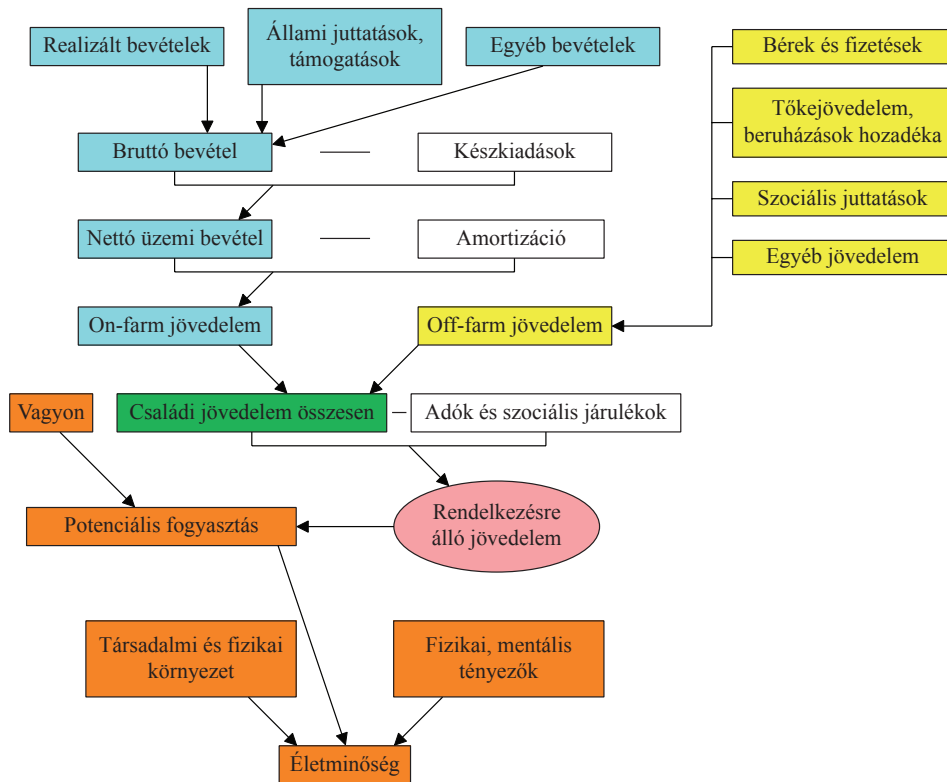 Realizált bevételek
Állami juttatások,
támogatások
Egyéb bevételek
Bérek és fizetések
Tőkejövedelem,
beruházások hozadéka
Bruttó bevétel
—
Készkiadások
Szociális juttatások
Nettó üzemi bevétel
—
Amortizáció
Egyéb jövedelem
On-farm jövedelem
Off-farm jövedelem
Vagyon
Családi jövedelem összesen
–
Adók és szociális járulékok
Potenciális fogyasztás
Rendelkezésre
álló jövedelem
Társadalmi és fizikai
környezet
Fizikai, mentális
tényezők
Életminőség